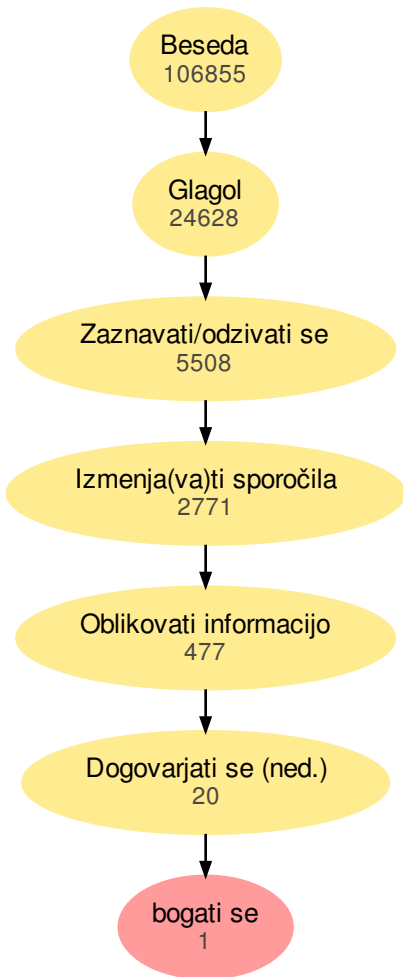 Beseda
106855
Glagol
24628
Zaznavati/odzivati se
5508
Izmenja(va)ti sporočila
2771
Oblikovati informacijo
477
Dogovarjati se (ned.)
20
bogati se
1